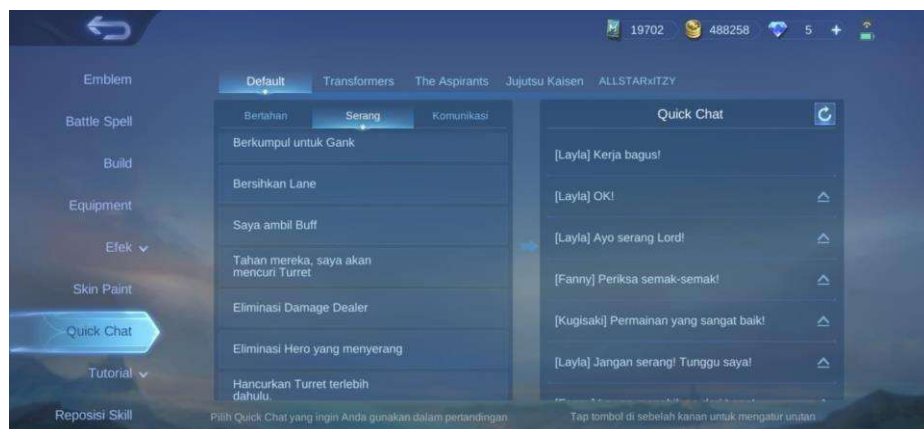 19702
488258
5
Emblem
Battle Spell
Build
Equipment
Efek
Skin Paint
Quick Chat
Tutorial
Reposisi Skill
Default
Transformers
The Aspirants
Jujutsu Kaisen
ALLSTARxITZY
Bertahan
Serang
Komunikasi
Berkumpul untuk Gank
Bersihkan Lane
Saya ambil Buff
Tahan mereka, saya akan
mencuri Turret
Eliminasi Damage Dealer
Eliminasi Hero yang menyerang
Hancurkan Turret terlebih
dahulu.
Pilih Quick Chat yang ingin Anda gunakan dalam pertandingan
Quick Chat
[Layla] Kerja bagus!
[Layla] OK!
[Layla] Ayo serang Lord!
[Fanny] Periksa semak-semak!
[Kugisaki] Permainan yang sangat baik!
[Layla] Jangan serang! Tunggu saya!
Tap tombol di sebelah kanan untuk mengatur urutan